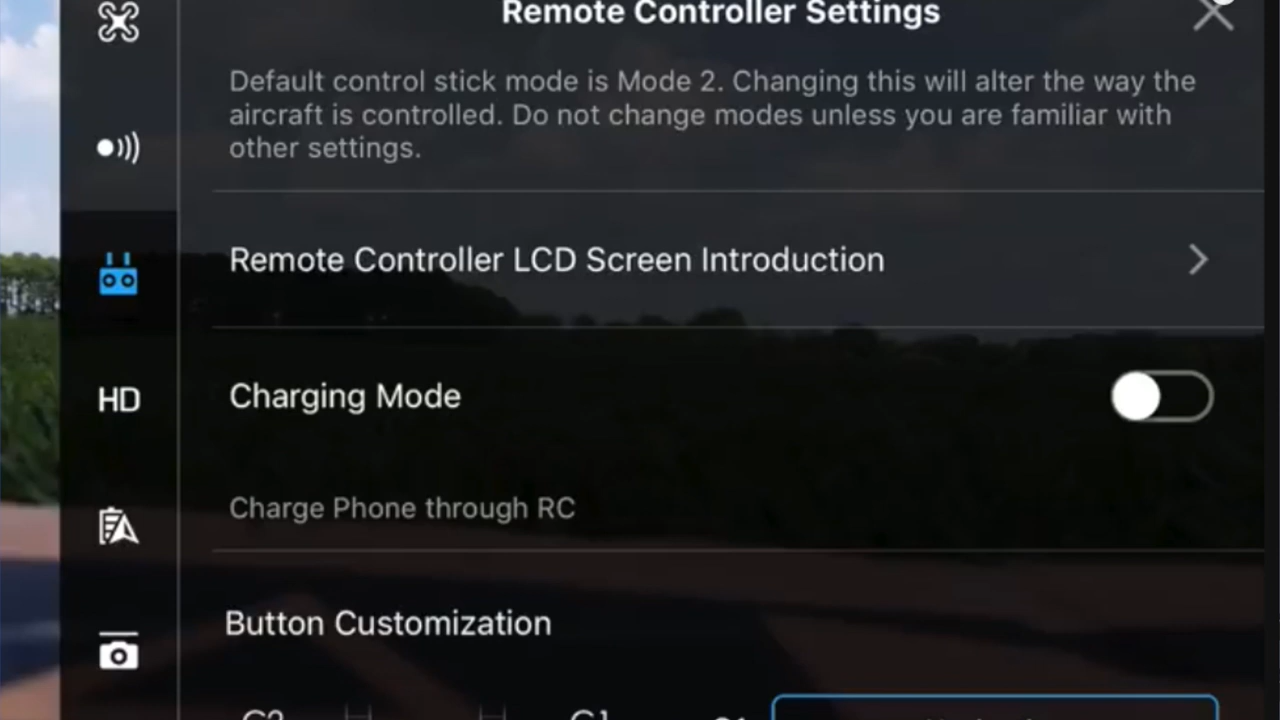 Remote Controller Settings
Default control stick mode is Mode 2. Changing this will alter the way the
aircraft is controlled. Do not change modes unless you are familiar with
other settings.
Remote Controller LCD Screen Introduction
HD
Charging Mode
Charge Phone through RC
Button Customization